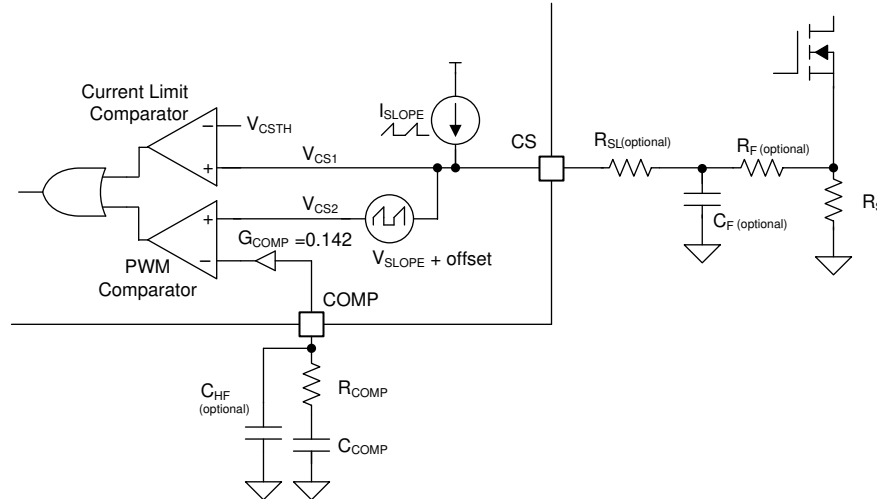 Current Limit
Comparator
V_CSTH
I_SLOPE
CS
R_SL(optional)
R_F (optional)
V_CS1
V_CS2
G_COMP =0.142
C_F (optional)
PWM
Comparator
V_SLOPE + offset
COMP
C_HF
(optional)
R_COMP
C_COMP